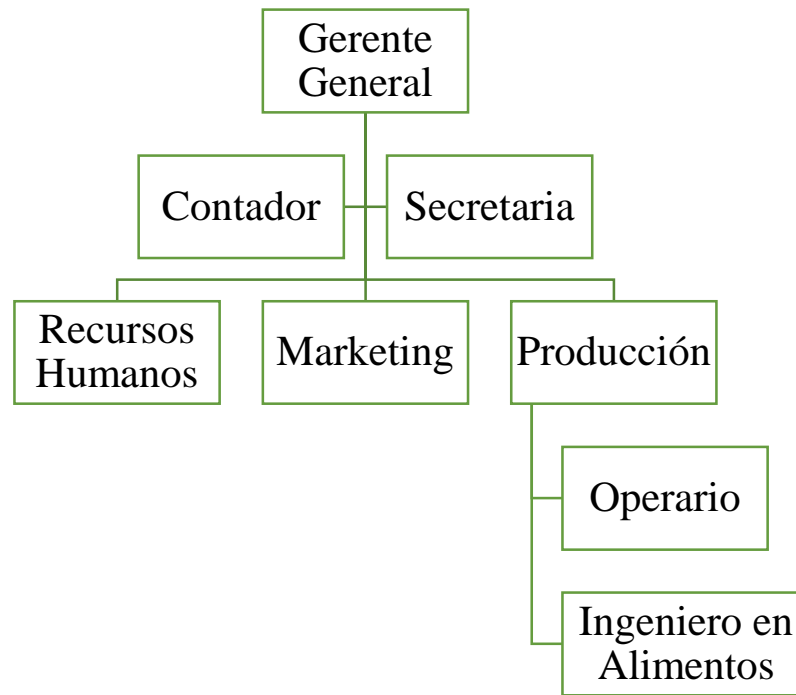 Gerente
General
Contador
Secretaria
Recursos
Humanos
Marketing
Producción
Operario
Ingeniero en
Alimentos